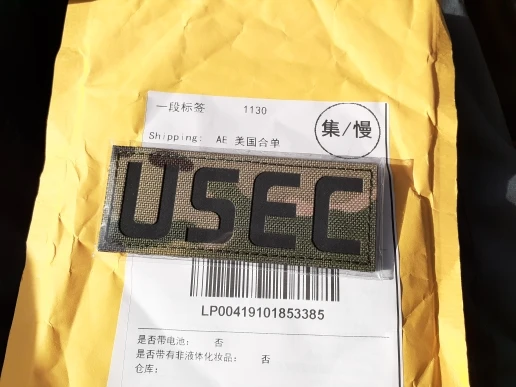 一段标签 1130
集/慢
Shipping: AE 美国合单
USEC
LP00419101853385
是否带电池: 否
是否带有非液体化妆品: 否
仓库: